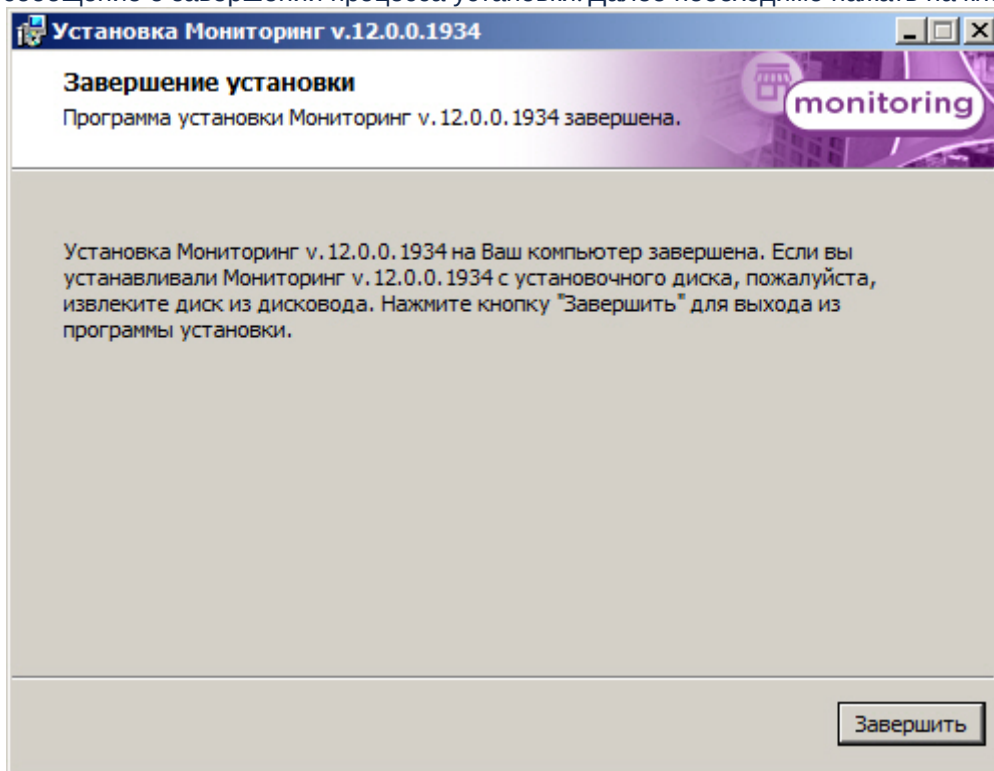 Установка Мониторинг v.12.0.0.1934
Завершение установки
Программа установки Мониторинг v.12.0.0.1934 завершена.
monitoring
Установка Мониторинг v.12.0.0.1934 на Ваш компьютер завершена. Если вы
устанавливали Мониторинг v.12.0.0.1934 с установочного диска, пожалуйста,
извлеките диск из дисковода. Нажмите кнопку "Завершить" для выхода из
программы установки.
Завершить